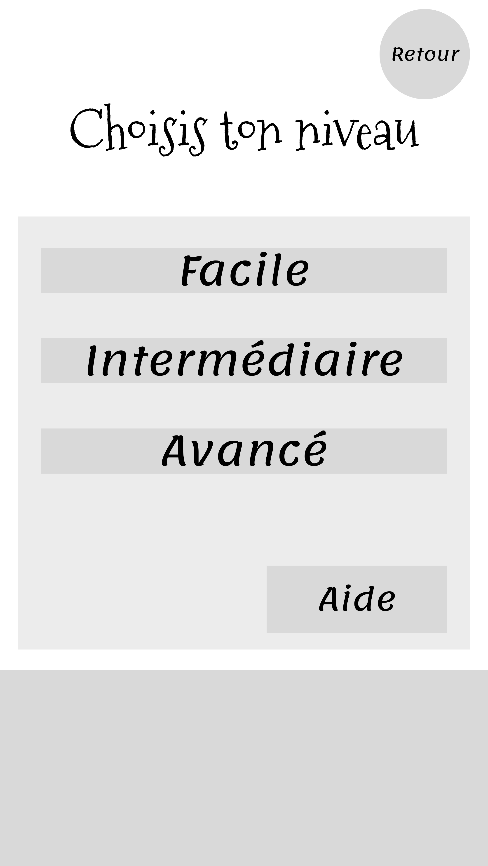 Retour
Choisis ton niveau
Facile
Intermédiaire
Avancé
Aide